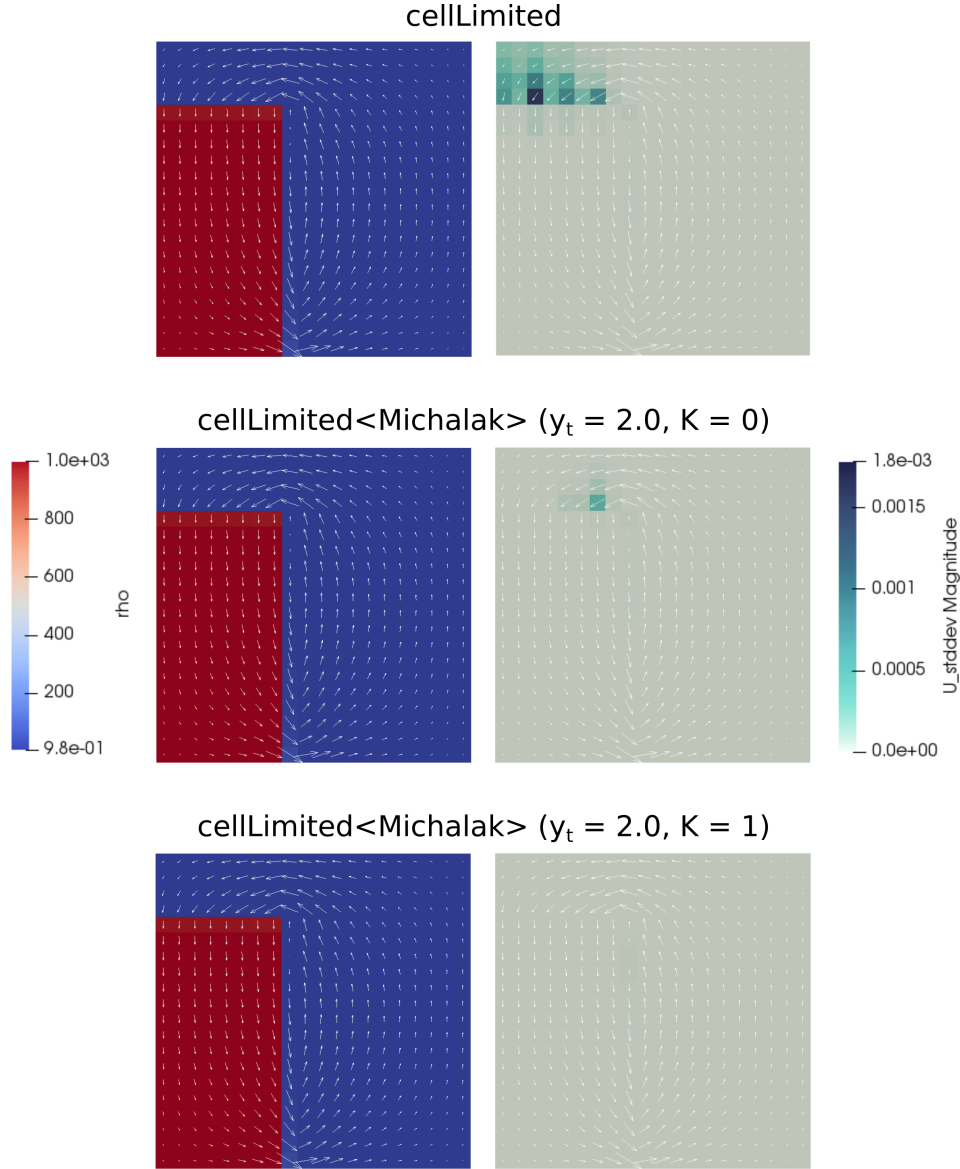 cellLimited
cellLimited<Michalak> (yₜ = 2.0, K = 0)
1.0e+03
800
600
400
200
9.8e-01
rho
1.8e-03
0.0015
0.001
0.0005
0.0e+00
U_stddev Magnitude
cellLimited<Michalak> (yₜ = 2.0, K = 1)